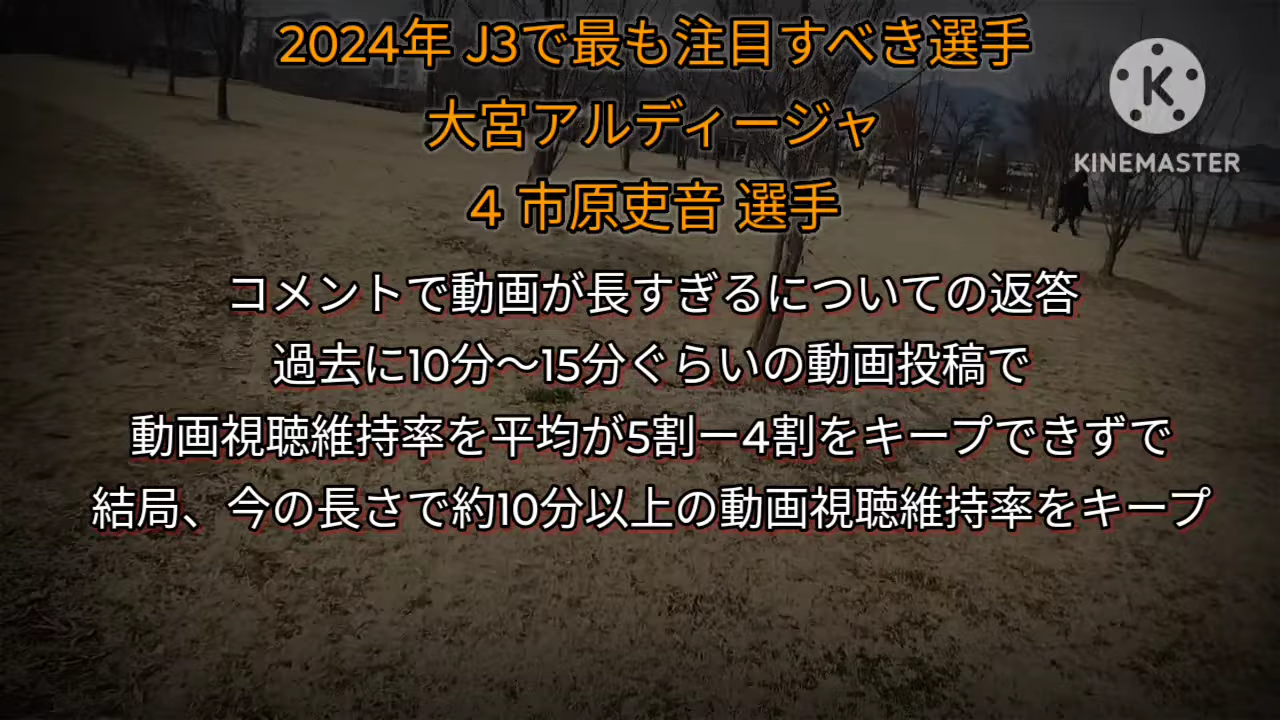 2024年 J3で最も注目すべき選手
大宮アルディージャ
4 市原吏音 選手
コメントで動画が長すぎるについての返答
過去に10分〜15分ぐらいの動画投稿で
動画視聴維持率を平均が5割ー4割をキープできずで
結局、今の長さで約10分以上の動画視聴維持率をキープ
K
KINEMASTER